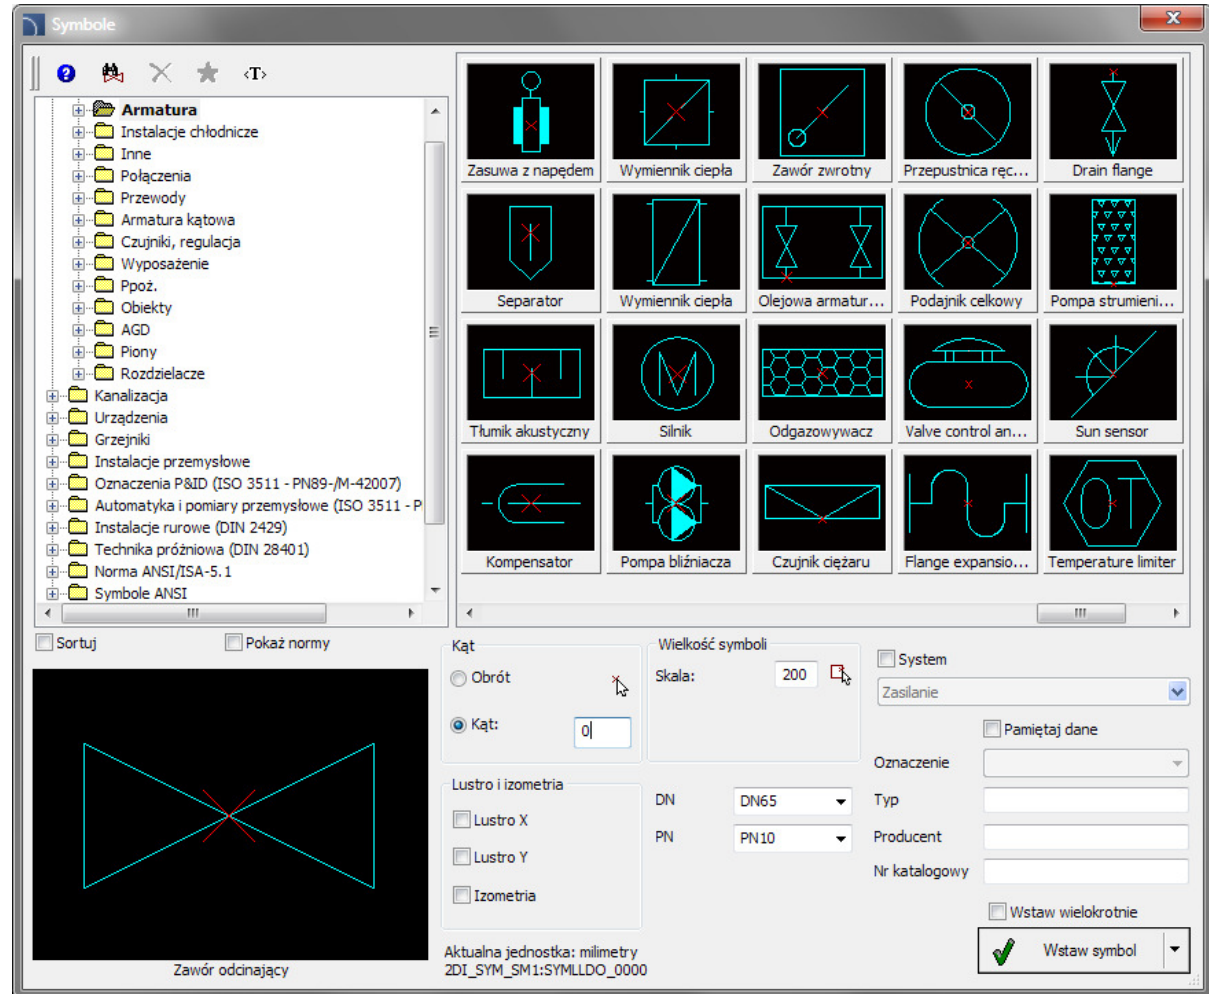 Symbole
X
? <T>
Armatura
Instalacje chłodnicze
Inne
Połączenia
Przewody
Armatura kątowa
Czujniki, regulacja
Wyposażenie
Ppoż.
Obiekty
AGD
Piony
Rozdzielacze
Kanalizacja
Urządzenia
Grzejniki
Instalacje przemysłowe
Oznaczenia P&ID (ISO 3511 - PN89-/M-42007)
Automatyka i pomiary przemysłowe (ISO 3511 - P
Instalacje rurowe (DIN 2429)
Technika próżniowa (DIN 28401)
Norma ANSI/ISA-5.1
Symbole ANSI
Zasuwa z napędem
Wymiennik ciepła
Zawór zwrotny
Przepustnica ręc...
Drain flange
Separator
Wymiennik ciepła
Olejowa armatur...
Podajnik celkowy
Pompa strumieni...
M
Tłumik akustyczny
Silnik
Odgazowywacz
Valve control an...
Sun sensor
OT
Kompensator
Pompa bliźniacza
Czujnik ciężaru
Flange expansio...
Temperature limiter
Sortuj
Pokaż normy
Zawór odcinający
Kąt
Obrót
Kąt:
0
Lustro i izometria
Lustro X
Lustro Y
Izometria
Aktualna jednostka: milimetry
2DI_SYM_SM1:SYMLLDO_0000
Wielkość symboli
Skala:
200
DN
DN65
PN
PN10
System
Zasilanie
Pamiętaj dane
Oznaczenie
Typ
Producent
Nr katalogowy
Wstaw wielokrotnie
Wstaw symbol